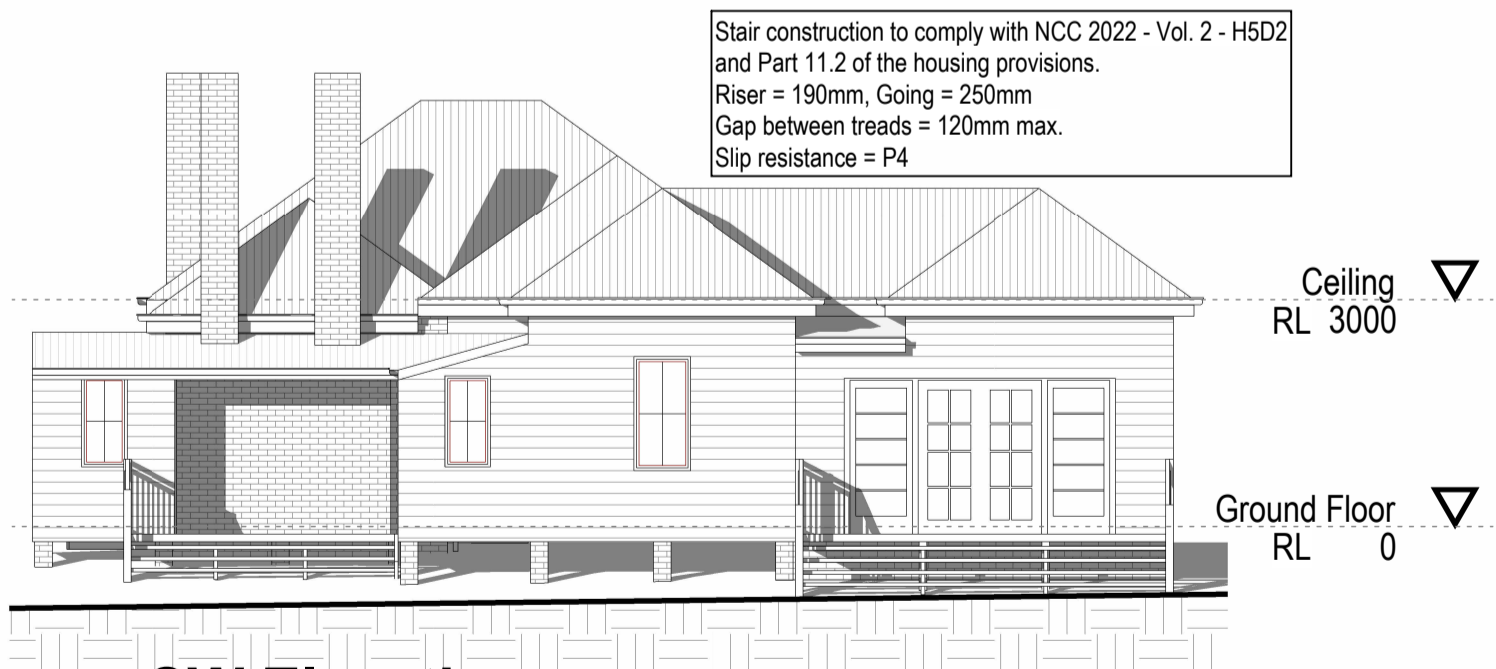 Stair construction to comply with NCC 2022 - Vol. 2 - H5D2
and Part 11.2 of the housing provisions.
Riser = 190mm, Going = 250mm
Gap between treads = 120mm max.
Slip resistance = P4
Ceiling
RL 3000
Ground Floor
RL 0